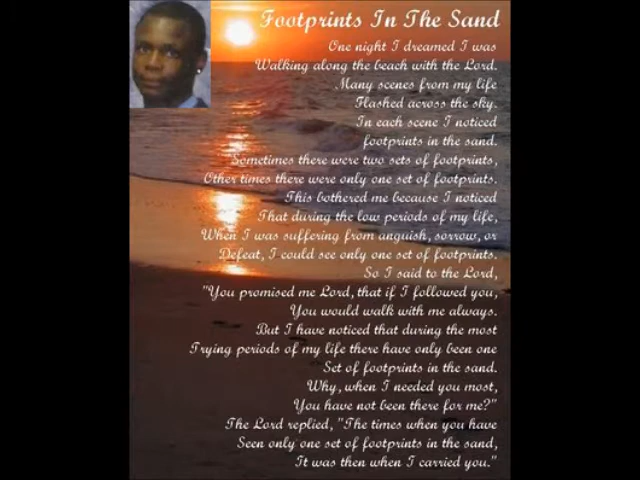 Footprints In The Sand
One night I dreamed I was
Walking along the beach with the Lord.
Many scenes from my life
Flashed across the sky.
In each scene I noticed
footprints in the sand.
Sometimes there were two sets of footprints,
Other times there were only one set of footprints.
This bothered me because I noticed
That during the low periods of my life,
When I was suffering from anguish, sorrow, or
Defeat, I could see only one set of footprints.
So I said to the Lord,
"You promised me Lord, that if I followed you,
You would walk with me always.
But I have noticed that during the most
Trying periods of my life there have only been one
Set of footprints in the sand.
Why, when I needed you most,
You have not been there for me?"
The Lord replied, "The times when you have
Seen only one set of footprints in the sand,
It was then when I carried you."